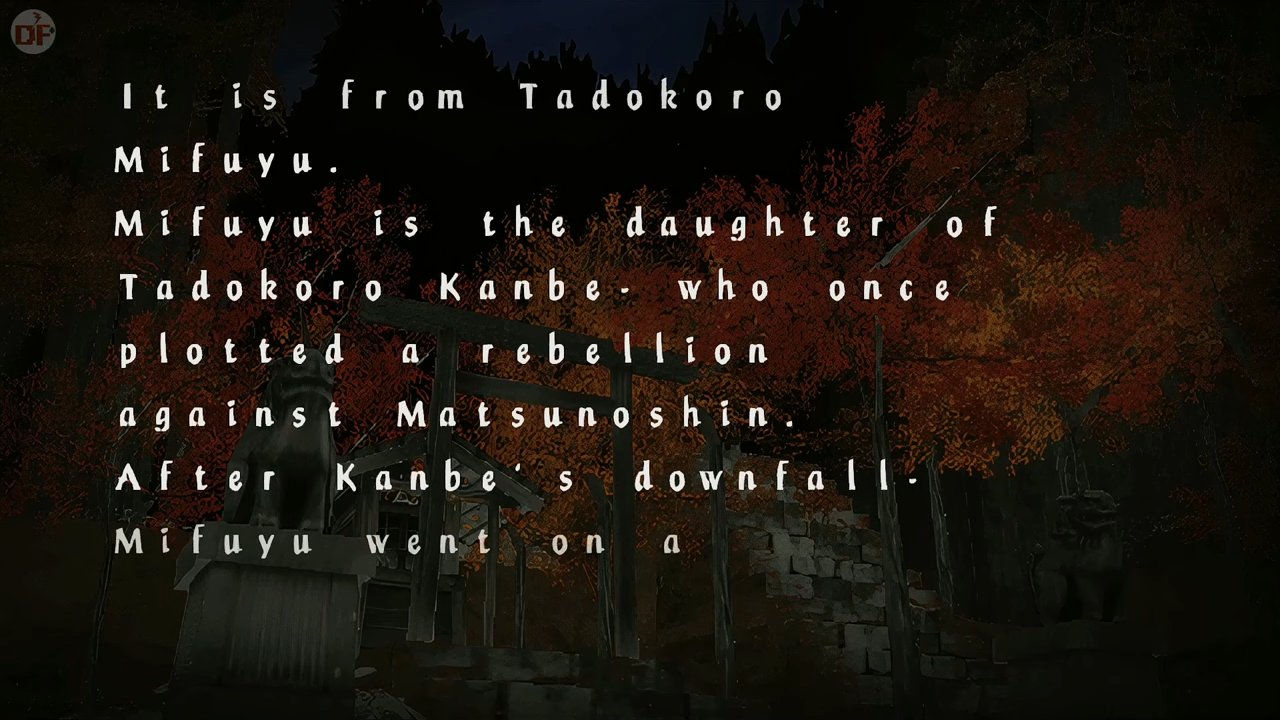 DF
It is from Tadokoro
Mifuyu.
Mifuyu is the daughter of
Tadokoro Kanbe- who once
plotted a rebellion
against Matsunoshin.
After Kanbe's downfall-
Mifuyu went on a